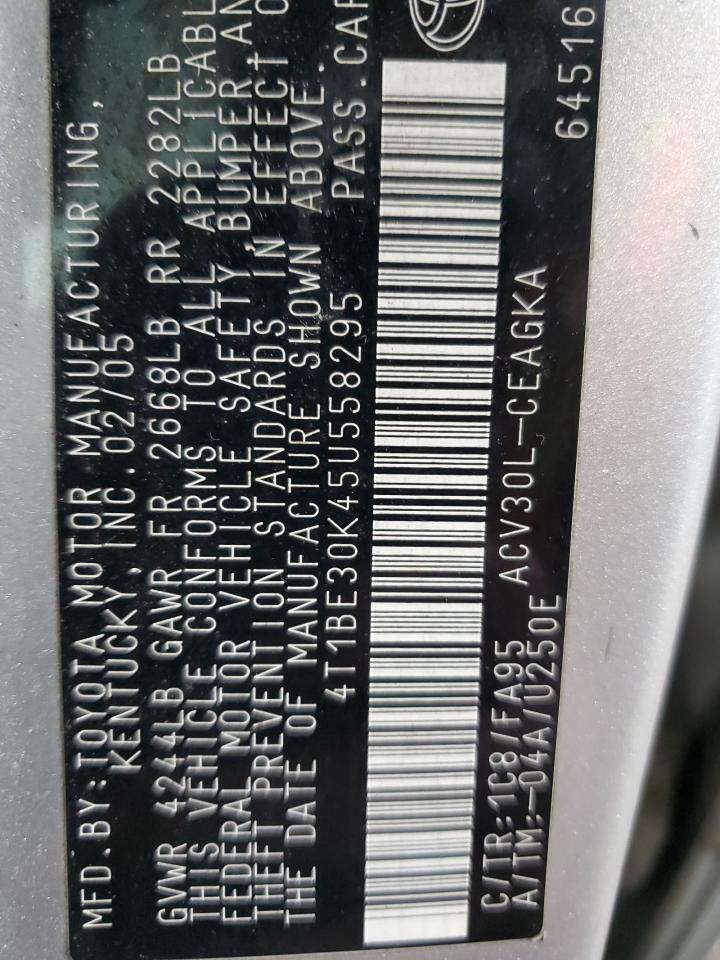 MFD.BY:TOYOTA MOTOR MANUFACTURING,
KENTUCKY,INC.02/05
GVWR 4244LB GAWR FR 2668LB RR 2282LB
THIS VEHICLE CONFORMS TO ALL APPLICABL
FEDERAL MOTOR VEHICLE SAFETY,BUMPER,AN
THEFT PREVENTION STANDARDS IN EFFECT O
THE DATE OF MANUFACTURE SHOWN ABOVE.
4T1BE30K45U558295 PASS.CAR
C/TR:1C8/FA95 ACV30L-CEAGKA
A/TM:-04A/U250E
64516